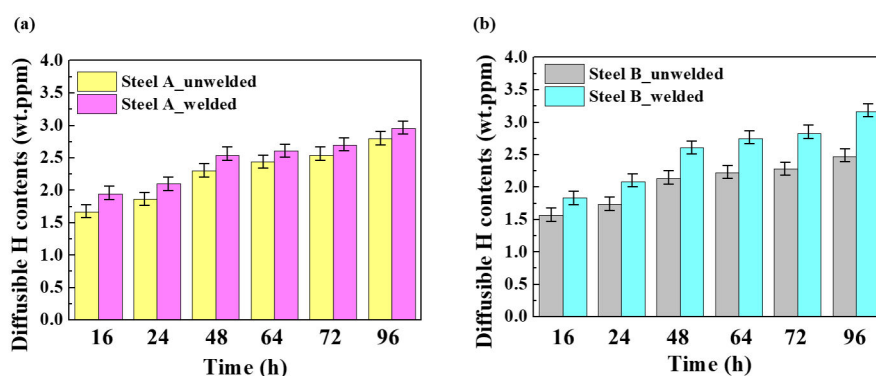 (a)
Diffusible H contents (wt.ppm)
4.0
3.5
3.0
2.5
2.0
1.5
1.0
0.5
0.0
Steel A_unwelded
Steel A_welded
16 24 48 64 72 96
Time (h)
(b)
Diffusible H contents (wt.ppm)
4.0
3.5
3.0
2.5
2.0
1.5
1.0
0.5
0.0
Steel B_unwelded
Steel B_welded
16 24 48 64 72 96
Time (h)